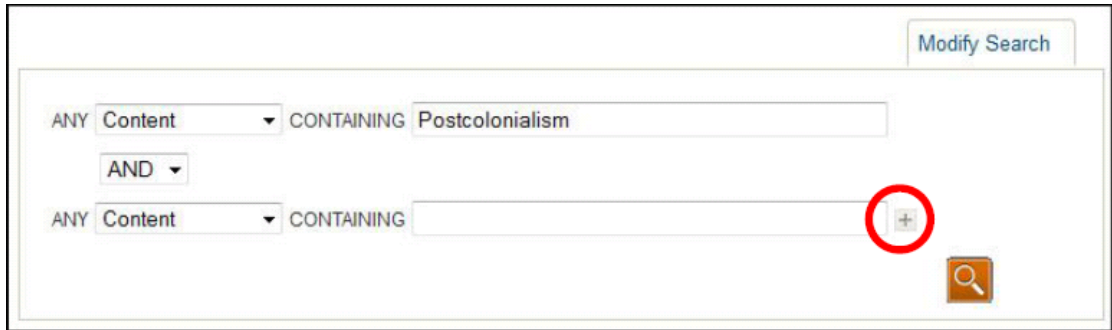 Modify Search
ANY Content CONTAINING Postcolonialism
AND
ANY Content CONTAINING
+